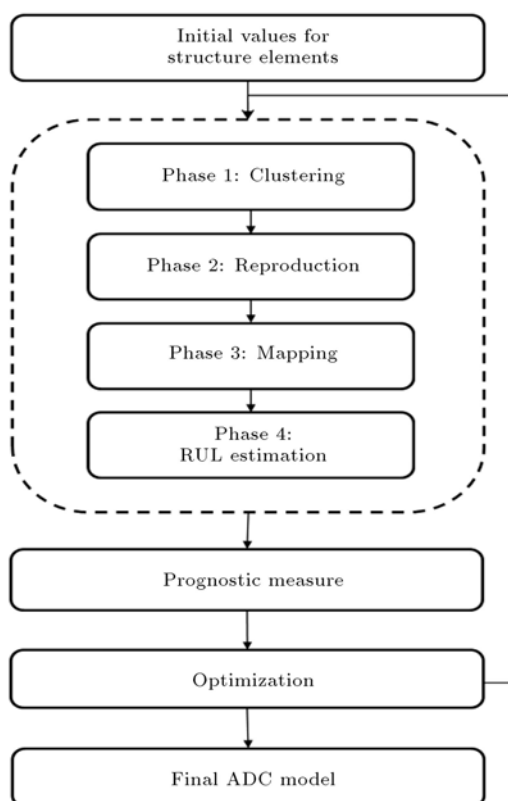 Initial values for
structure elements
Phase 1: Clustering
Phase 2: Reproduction
Phase 3: Mapping
Phase 4:
RUL estimation
Prognostic measure
Optimization
Final ADC model